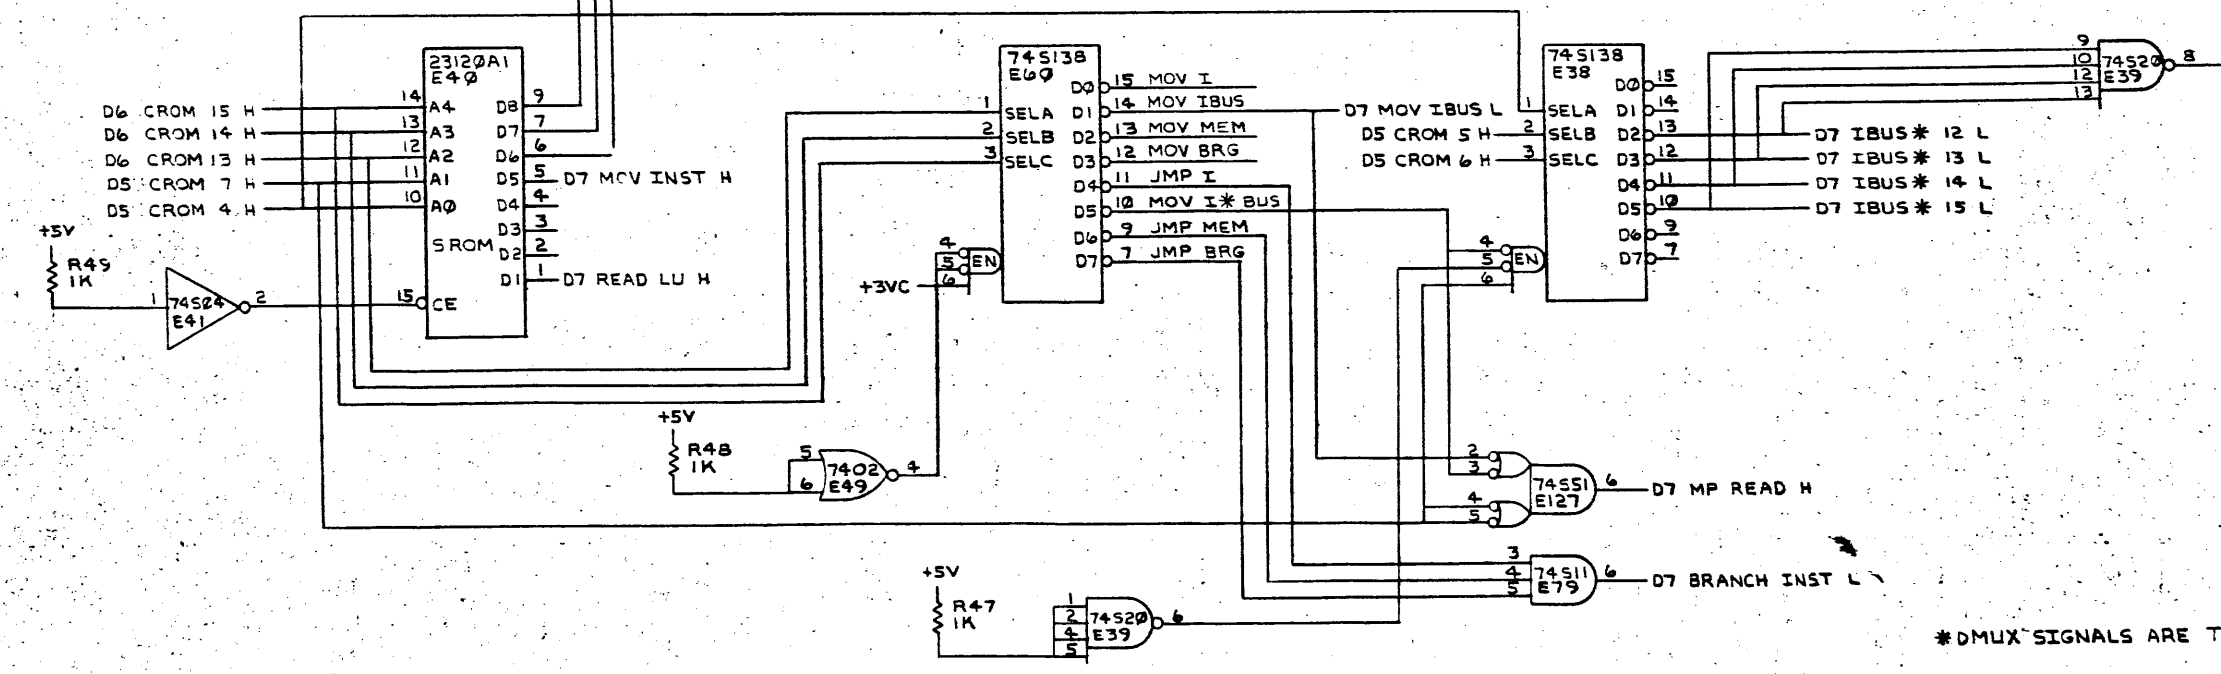 D6 CROM 15 H
D6 CROM 14 H
D6 CROM 13 H
D5 CROM 7 H
D5 CROM 4 H
+5V
R49
1K
1
74S04
E41
2
23120A1
E40
14 A4
13 A3
12 A2
11 A1
10 A0
SROM
15 CE
D8 9
D7 7
D6 6
D5 5 D7 MOV INST H
D4 4
D3 3
D2 2
D1 1 D7 READ LU H
+5V
R48
1K
5
6
7402
E49
4
74S138
E60
1 SELA
2 SELB
3 SELC
4
5
6
EN
+3VC
D0 15 MOV I
D1 14 MOV IBUS
D2 13 MOV MEM
D3 12 MOV BRG
D4 11 JMP I
D5 10 MOV I* BUS
D6 9 JMP MEM
D7 7 JMP BRG
D7 MOV IBUS L
D5 CROM 5 H
D5 CROM 6 H
74S138
E38
1 SELA
2 SELB
3 SELC
4
5
6
EN
D0 15
D1 14
D2 13
D3 12
D4 11
D5 10
D6 9
D7 7
9
10
12
13
74S20
E39
8
D7 IBUS* 12 L
D7 IBUS* 13 L
D7 IBUS* 14 L
D7 IBUS* 15 L
2
3
4
5
74S51
E127
6
D7 MP READ H
3
4
5
74S11
E79
6
D7 BRANCH INST L
+5V
R47
1K
1
2
4
5
74S20
E39
6
*DMUX SIGNALS ARE T